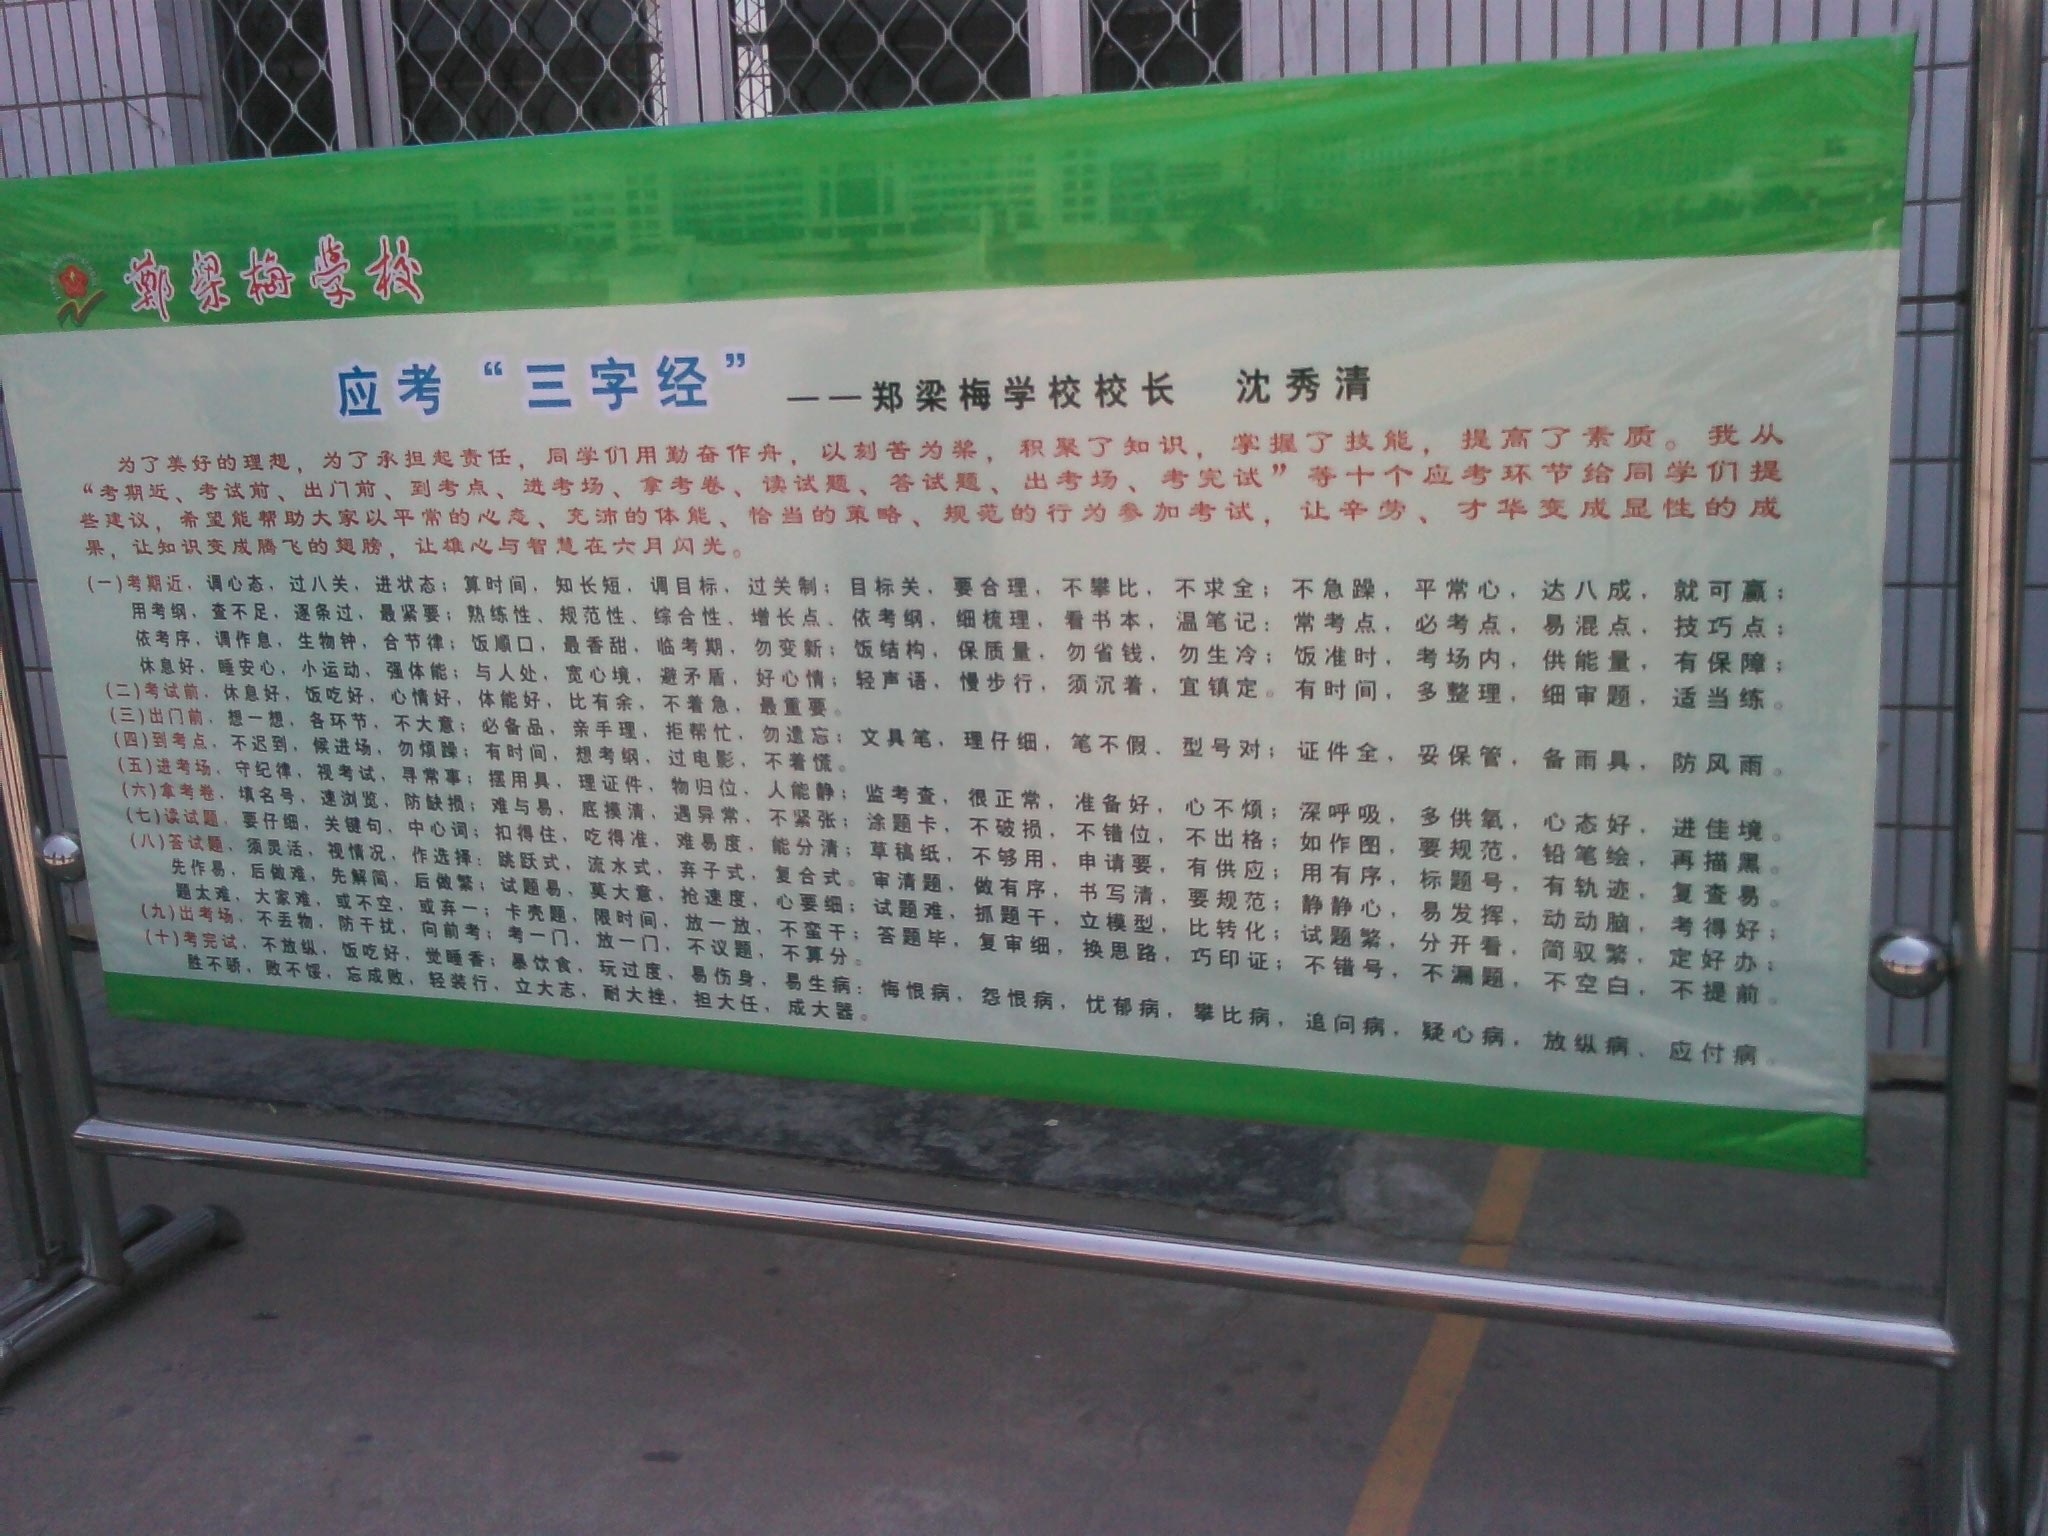 鄭梁梅学校
应考“三字经” ——郑梁梅学校校长 沈秀清
为了美好的理想，为了承担起责任，同学们用勤奋作舟，以刻苦为桨，积聚了知识，掌握了技能，提高了素质。我从
“考期近、考试前、出门前、到考点、进考场、拿考卷、读试题、答试题、出考场、考完试”等十个应考环节给同学们提
些建议，希望能帮助大家以平常的心态、充沛的体能、恰当的策略、规范的行为参加考试，让辛劳、才华变成显性的成
果，让知识变成腾飞的翅膀，让雄心与智慧在六月闪光。
(一)考期近，调心态，过八关，进状态；算时间，知长短，调目标，过关制；目标关，要合理，不攀比，不求全；不急躁，平常心，达八成，就可赢；
用考纲，查不足，逐条过，最紧要；熟练性、规范性、综合性、增长点、依考纲，细梳理，看书本，温笔记；常考点，必考点，易混点，技巧点；
依考序，调作息，生物钟，合节律；饭顺口，最香甜，临考期，勿变新；饭结构，保质量，勿省钱，勿生冷；饭准时，考场内，供能量，有保障；
休息好，睡安心，小运动，强体能；与人处，宽心境，避矛盾，好心情；轻声语，慢步行，须沉着，宜镇定。有时间，多整理，细审题，适当练。
(二)考试前，休息好，饭吃好，心情好，体能好，比有余，不着急，最重要。
(三)出门前，想一想，各环节，不大意；必备品，亲手理，拒帮忙，勿遗忘；文具笔，理仔细，笔不假、型号对；证件全，妥保管，备雨具，防风雨。
(四)到考点，不迟到，候进场，勿烦躁；有时间，想考纲，过电影，不着慌。
(五)进考场，守纪律，视考试，寻常事；摆用具，理证件，物归位，人能静；监考查，很正常，准备好，心不烦；深呼吸，多供氧，心态好，进佳境。
(六)拿考卷，填名号，速浏览，防缺损；难与易，底摸清，遇异常，不紧张；涂题卡，不破损，不错位，不出格；如作图，要规范，铅笔绘，再描黑。
(七)读试题，要仔细，关键句，中心词；扣得住，吃得准，难易度，能分清；草稿纸，不够用，申请要，有供应；用有序，标题号，有轨迹，复查易。
(八)答试题，须灵活，视情况，作选择：跳跃式，流水式，弃子式，复合式。审清题，做有序，书写清，要规范；静静心，易发挥，动动脑，考得好；
先作易，后做难，先解简，后做繁；试题易，莫大意，抢速度，心要细；试题难，抓题干，立模型，比转化；试题繁，分开看，简驭繁，定好办；
题太难，大家难，或不空，或弃一；卡壳题，限时间，放一放，不蛮干；答题毕，复审细，换思路，巧印证；不错号，不漏题，不空白，不提前。
(九)出考场，不丢物，防干扰，向前考；考一门，放一门，不议题，不算分。
(十)考完试，不放纵，饭吃好，觉睡香；暴饮食，玩过度，易伤身，易生病；悔恨病，怨恨病，忧郁病，攀比病，追问病，疑心病，放纵病、应付病。
胜不骄，败不馁，忘成败，轻装行，立大志，耐大挫，担大任，成大器。